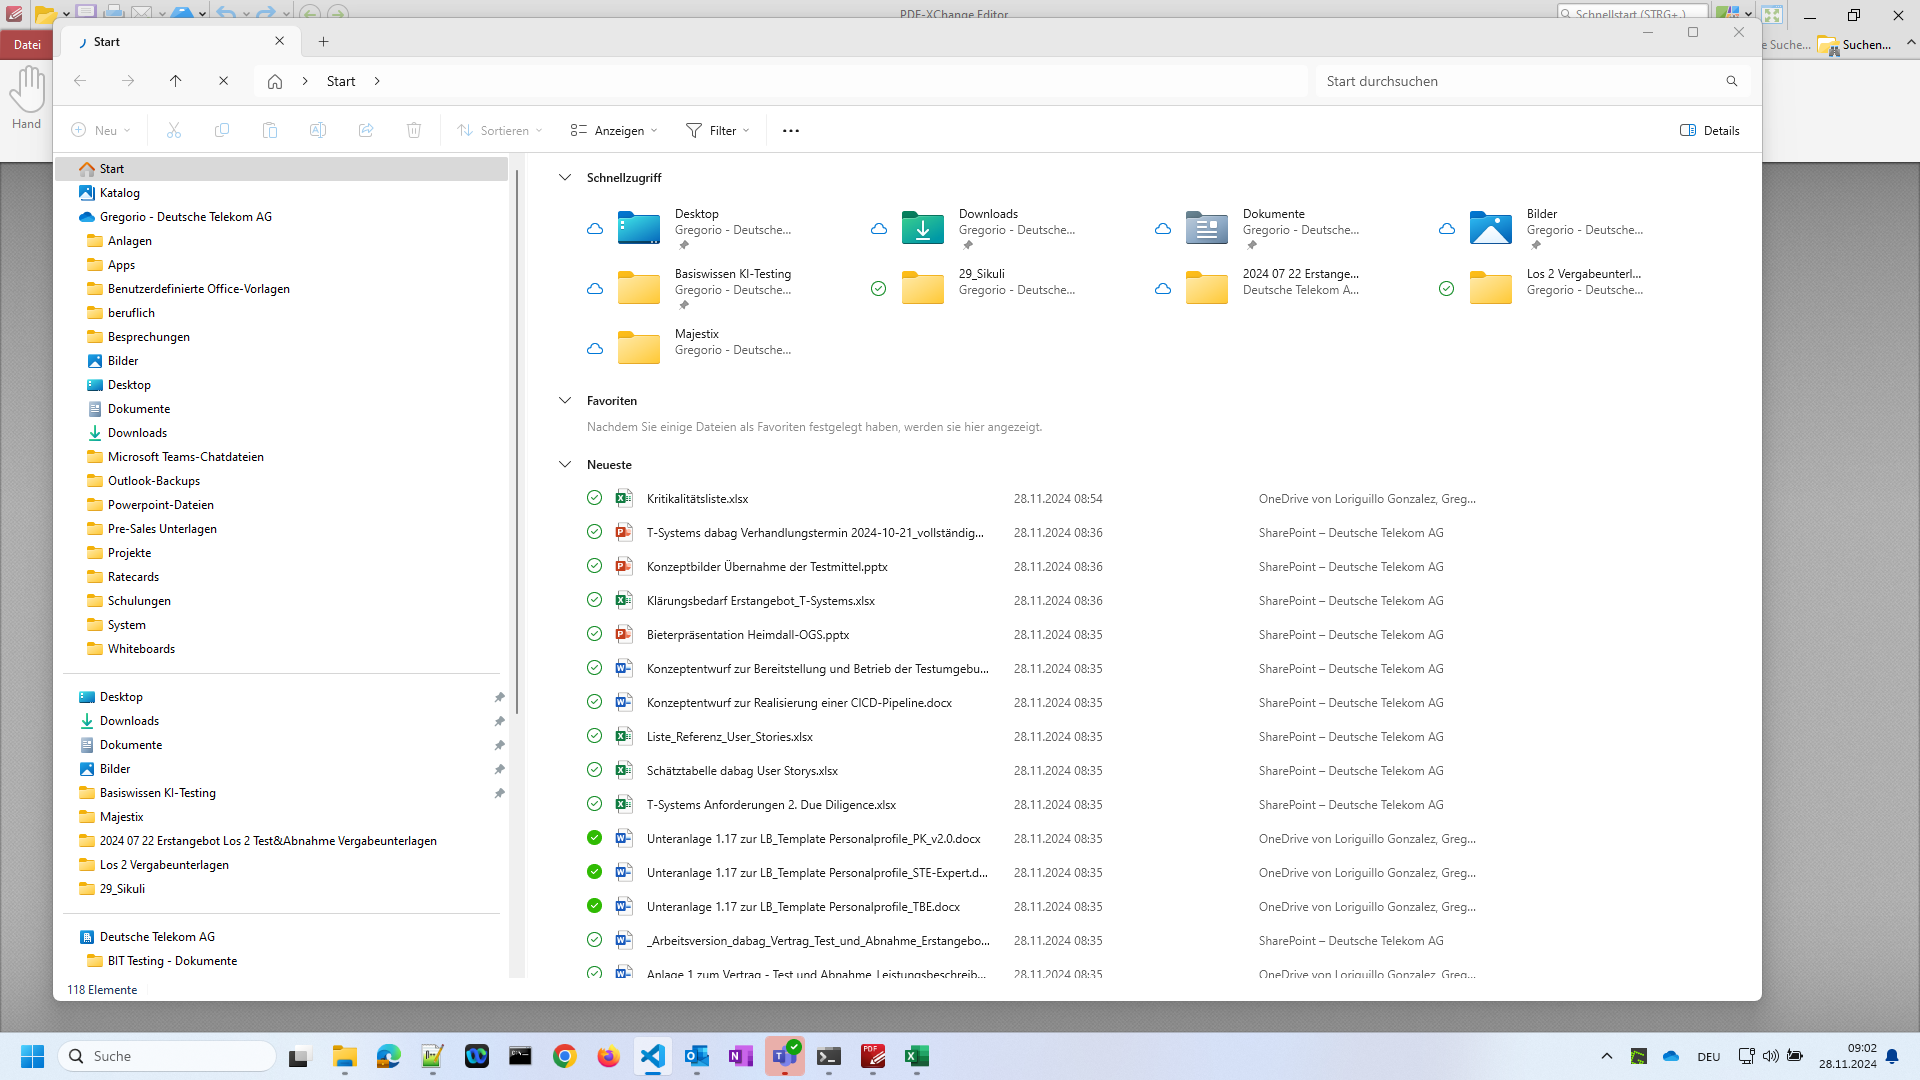 PDF-XChange Editor
Schnellstart (STRG+.)
Datei
e Suche...
Suchen...
Hand
Start
Start
Start durchsuchen
Neu
Sortieren
Anzeigen
Filter
Details
Start
Katalog
Gregorio - Deutsche Telekom AG
Anlagen
Apps
Benutzerdefinierte Office-Vorlagen
beruflich
Besprechungen
Bilder
Desktop
Dokumente
Downloads
Microsoft Teams-Chatdateien
Outlook-Backups
Powerpoint-Dateien
Pre-Sales Unterlagen
Projekte
Ratecards
Schulungen
System
Whiteboards
Desktop
Downloads
Dokumente
Bilder
Basiswissen KI-Testing
Majestix
2024 07 22 Erstangebot Los 2 Test&Abnahme Vergabeunterlagen
Los 2 Vergabeunterlagen
29_Sikuli
Deutsche Telekom AG
BIT Testing - Dokumente
118 Elemente
Schnellzugriff
Desktop
Gregorio - Deutsche...
Downloads
Gregorio - Deutsche...
Dokumente
Gregorio - Deutsche...
Bilder
Gregorio - Deutsche...
Basiswissen KI-Testing
Gregorio - Deutsche...
29_Sikuli
Gregorio - Deutsche...
2024 07 22 Erstange...
Deutsche Telekom A...
Los 2 Vergabeunterl...
Gregorio - Deutsche...
Majestix
Gregorio - Deutsche...
Favoriten
Nachdem Sie einige Dateien als Favoriten festgelegt haben, werden sie hier angezeigt.
Neueste
Kritikalitätsliste.xlsx 28.11.2024 08:54 OneDrive von Loriguillo Gonzalez, Greg...
T-Systems dabag Verhandlungstermin 2024-10-21_vollständig... 28.11.2024 08:36 SharePoint – Deutsche Telekom AG
Konzeptbilder Übernahme der Testmittel.pptx 28.11.2024 08:36 SharePoint – Deutsche Telekom AG
Klärungsbedarf Erstangebot_T-Systems.xlsx 28.11.2024 08:36 SharePoint – Deutsche Telekom AG
Bieterpräsentation Heimdall-OGS.pptx 28.11.2024 08:35 SharePoint – Deutsche Telekom AG
Konzeptentwurf zur Bereitstellung und Betrieb der Testumgebu... 28.11.2024 08:35 SharePoint – Deutsche Telekom AG
Konzeptentwurf zur Realisierung einer CICD-Pipeline.docx 28.11.2024 08:35 SharePoint – Deutsche Telekom AG
Liste_Referenz_User_Stories.xlsx 28.11.2024 08:35 SharePoint – Deutsche Telekom AG
Schätztabelle dabag User Storys.xlsx 28.11.2024 08:35 SharePoint – Deutsche Telekom AG
T-Systems Anforderungen 2. Due Diligence.xlsx 28.11.2024 08:35 SharePoint – Deutsche Telekom AG
Unteranlage 1.17 zur LB_Template Personalprofile_PK_v2.0.docx 28.11.2024 08:35 OneDrive von Loriguillo Gonzalez, Greg...
Unteranlage 1.17 zur LB_Template Personalprofile_STE-Expert.d... 28.11.2024 08:35 OneDrive von Loriguillo Gonzalez, Greg...
Unteranlage 1.17 zur LB_Template Personalprofile_TBE.docx 28.11.2024 08:35 OneDrive von Loriguillo Gonzalez, Greg...
_Arbeitsversion_dabag_Vertrag_Test_und_Abnahme_Erstangebo... 28.11.2024 08:35 SharePoint – Deutsche Telekom AG
Anlage 1 zum Vertrag - Test und Abnahme_Leistungsbeschreib... 28.11.2024 08:35 OneDrive von Loriguillo Gonzalez, Greg...
Suche
DEU
09:02
28.11.2024